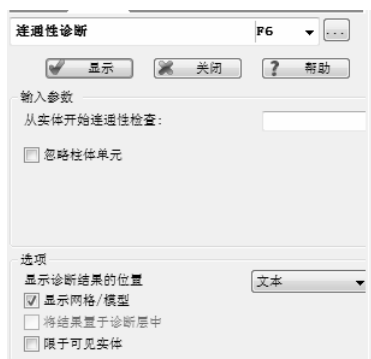 连通性诊断 F6 ...
显示 关闭 ? 帮助
输入参数
从实体开始连通性检查:
忽略柱体单元
选项
显示诊断结果的位置 文本
显示网格/模型
将结果置于诊断层中
限于可见实体